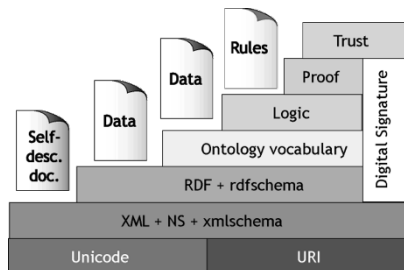 Rules
Trust
Data
Proof
Data
Logic
Digital Signature
Self-
desc.
doc.
Ontology vocabulary
RDF + rdfschema
XML + NS + xmlschema
Unicode
URI